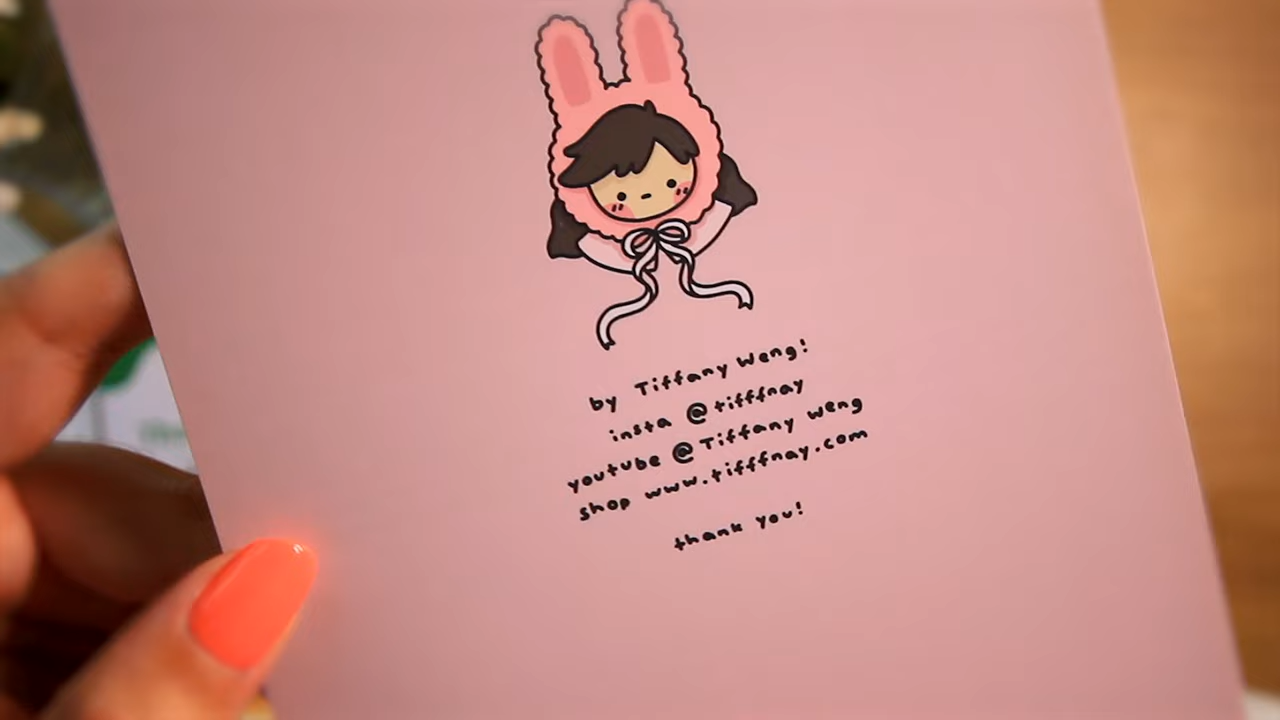 by Tiffany Weng!
insta @tifffnay
youtube @Tiffany weng
shop www.tifffnay.com
thank you!